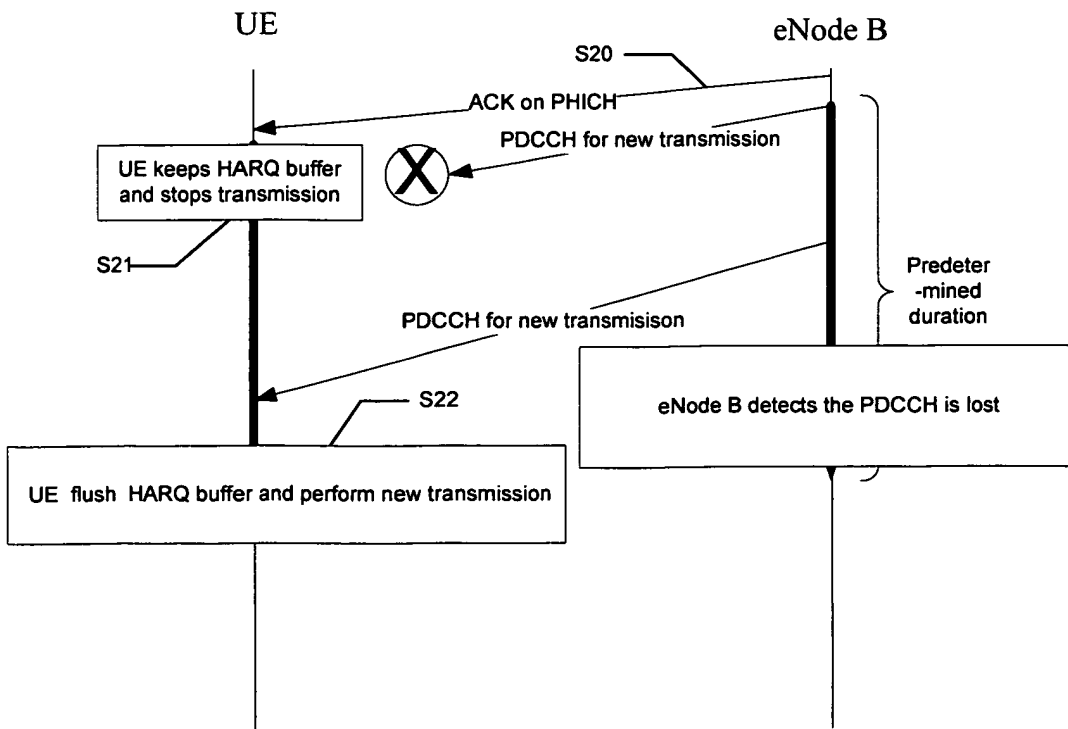 UE
eNode B
S20
ACK on PHICH
PDCCH for new transmission
X
UE keeps HARQ buffer
and stops transmission
S21
Predeter
-mined
duration
PDCCH for new transmisison
eNode B detects the PDCCH is lost
S22
UE flush HARQ buffer and perform new transmission